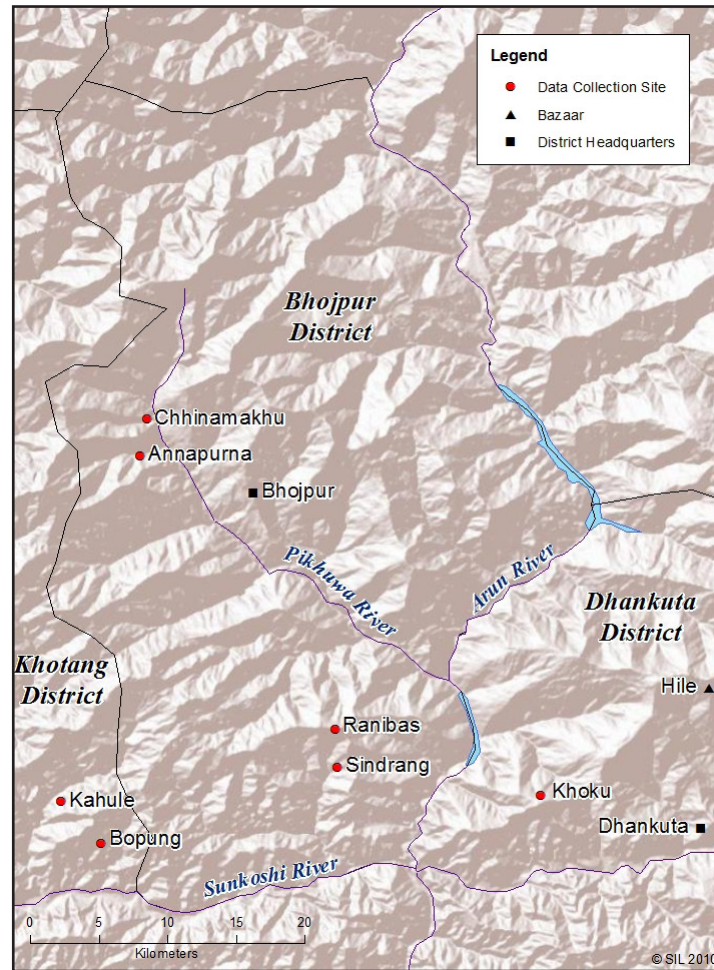 Legend
Data Collection Site
Bazaar
District Headquarters
Bhojpur
District
Chhinamakhu
Annapurna
Bhojpur
Pikhuwa River
Arun River
Dhankuta
District
Khotang
District
Hile
Ranibas
Sindrang
Kahule
Khoku
Bopung
Dhankuta
Sunkoshi River
0 5 10 20
Kilometers
© SIL 2010